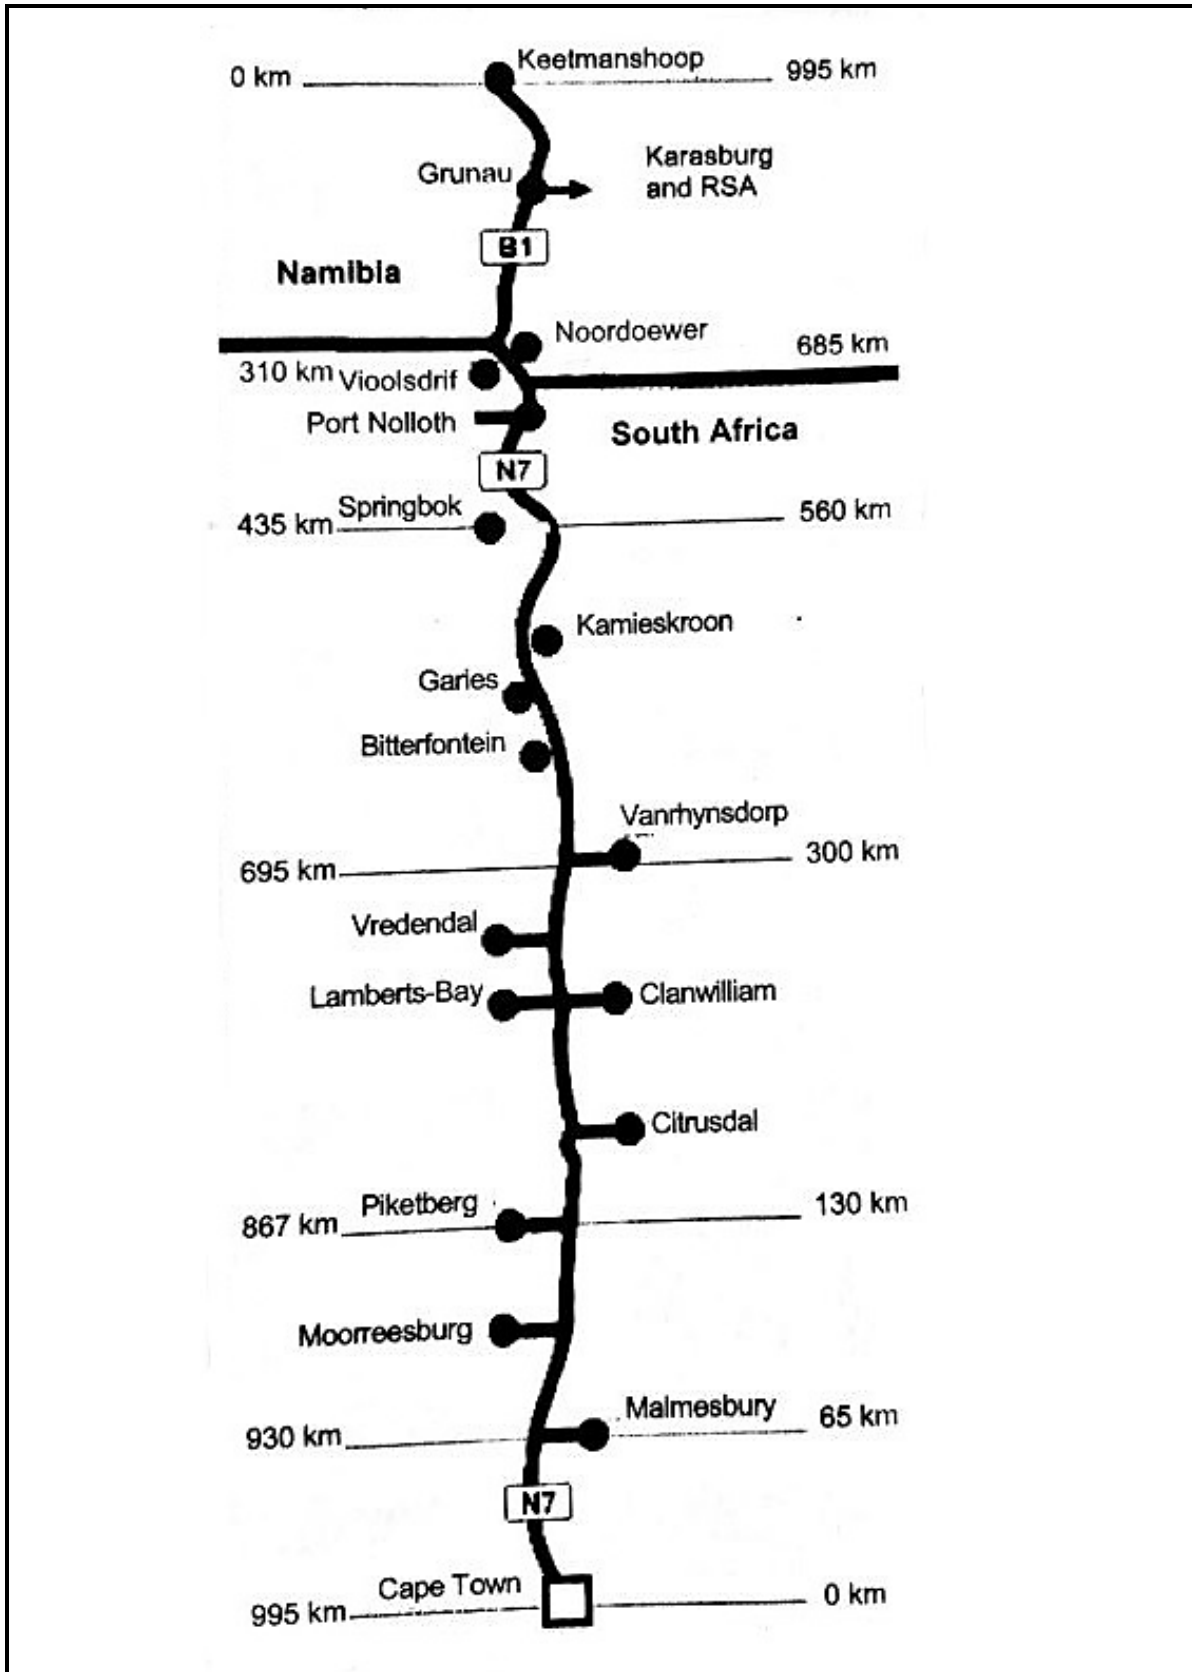 Keetmanshoop
0 km
995 km
Grunau
Karasburg
and RSA
B1
Namibia
Noordoewer
685 km
310 km
Vioolsdrif
Port Nolloth
South Africa
N7
Springbok
435 km
560 km
Kamieskroon
Garies
Bitterfontein
Vanrhynsdorp
695 km
300 km
Vredendal
Lamberts-Bay
Clanwilliam
Citrusdal
Piketberg
867 km
130 km
Moorreesburg
Malmesbury
930 km
65 km
N7
Cape Town
995 km
0 km